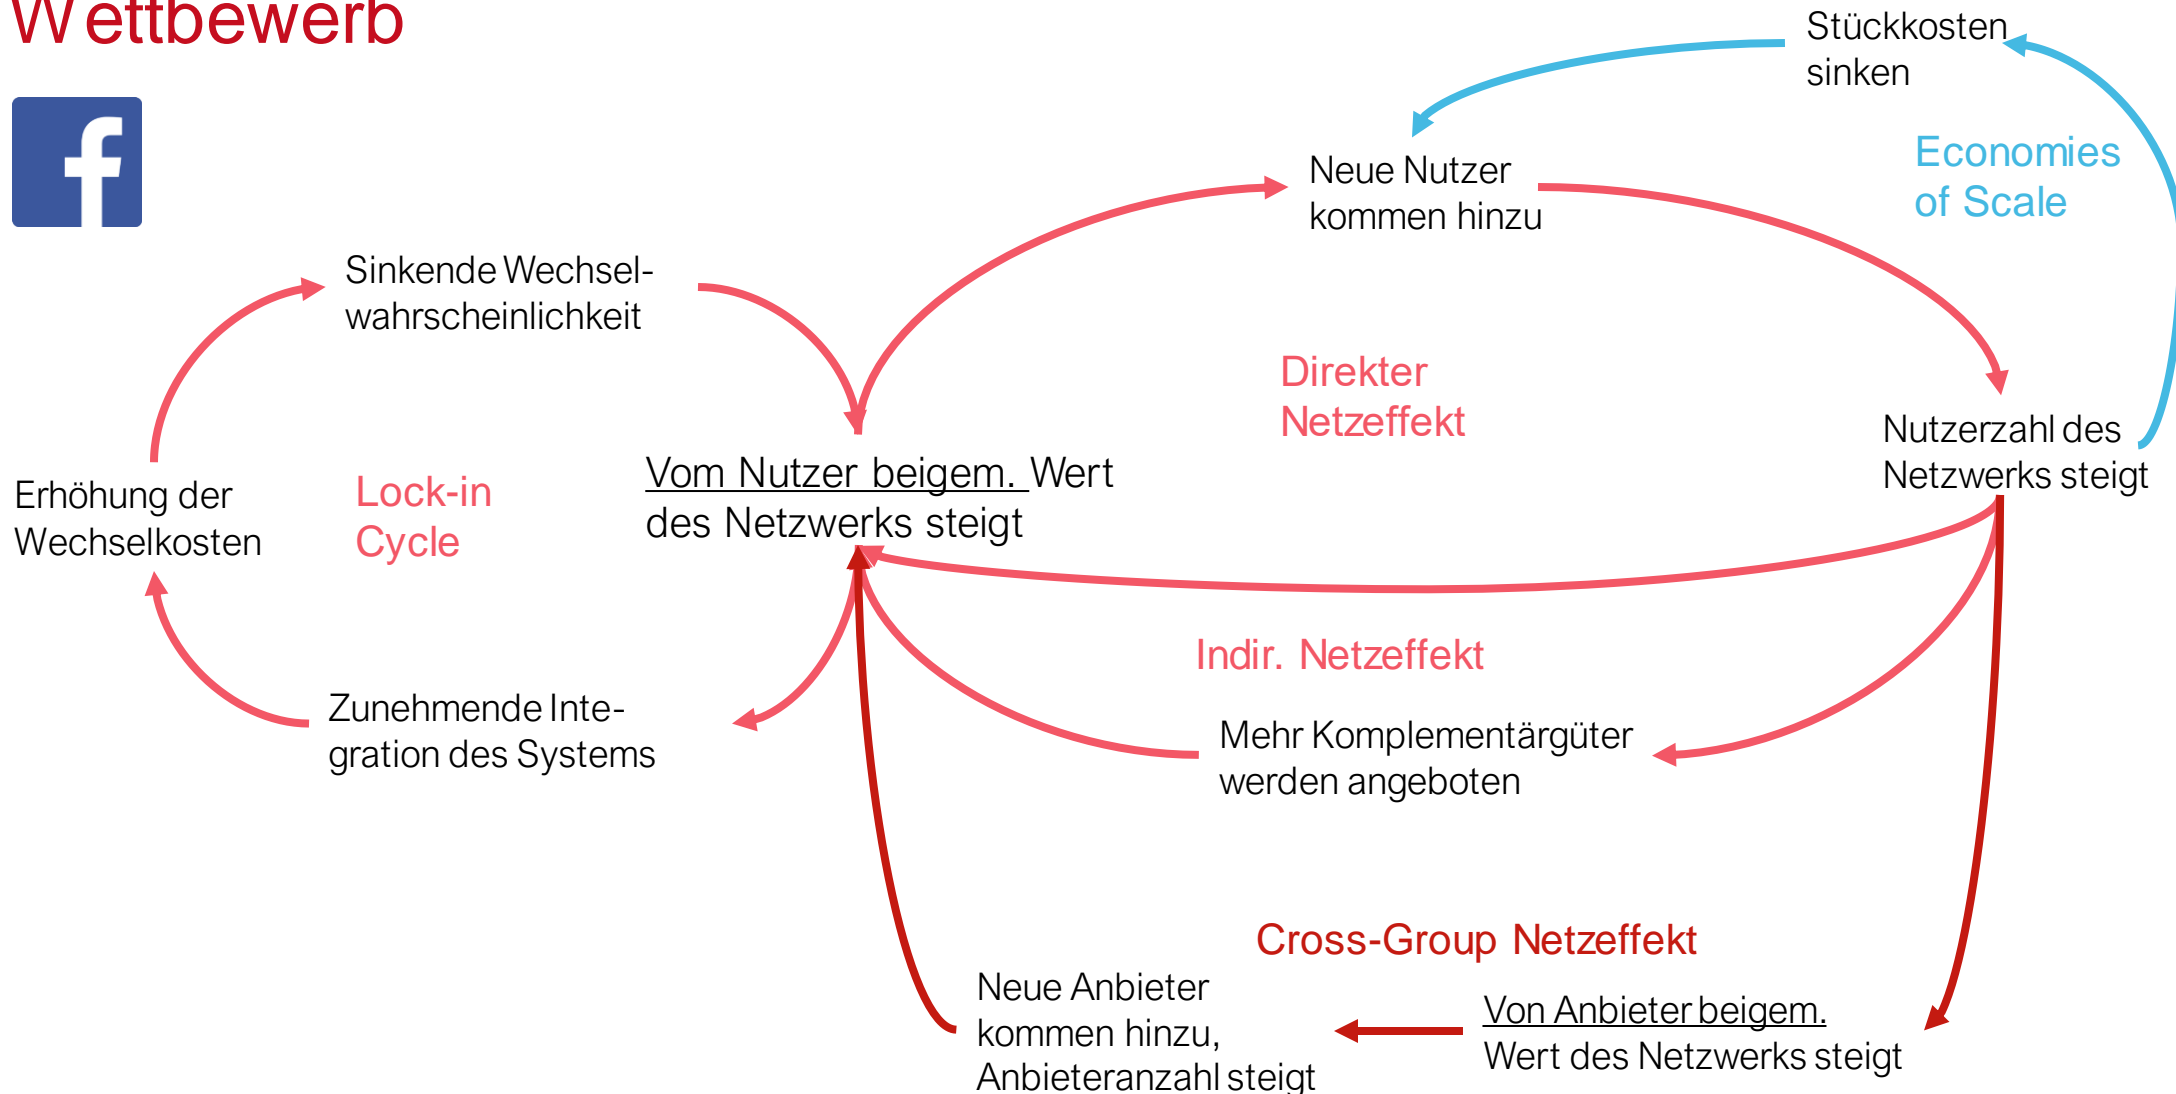 Wettbewerb
f
Stückkosten
sinken
Economies
of Scale
Neue Nutzer
kommen hinzu
Sinkende Wechsel-
wahrscheinlichkeit
Direkter
Netzeffekt
Nutzerzahl des
Netzwerks steigt
Vom Nutzer beigem. Wert
des Netzwerks steigt
Lock-in
Cycle
Erhöhung der
Wechselkosten
Indir. Netzeffekt
Zunehmende Inte-
gration des Systems
Mehr Komplementärgüter
werden angeboten
Cross-Group Netzeffekt
Neue Anbieter
kommen hinzu,
Anbieteranzahl steigt
Von Anbieter beigem.
Wert des Netzwerks steigt